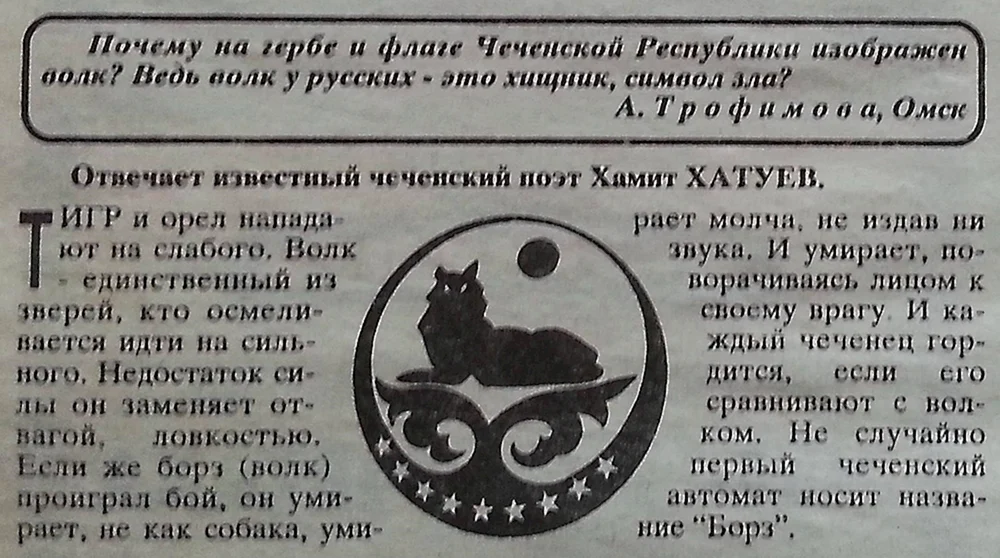 Почему на гербе и флаге Чеченской Республики изображен
волк? Ведь волк у русских - это хищник, символ зла?
А. Трофимова, Омск
Отвечает известный чеченский поэт Хамит ХАТУЕВ.
ТИГР и орел напада-
ют на слабого. Волк
- единственный из
зверей, кто осмели-
вается идти на силь-
ного. Недостаток си-
лы он заменяет от-
вагой, ловкостью.
Если же борз (волк)
проиграл бой, он уми-
рает, не как собака, уми-
рает молча, не издав ни
звука. И умирает, по-
ворачиваясь лицом к
своему врагу. И ка-
ждый чеченец гор-
дится, если его
сравнивают с вол-
ком. Не случайно
первый чеченский
автомат носит назва-
ние "Борз".